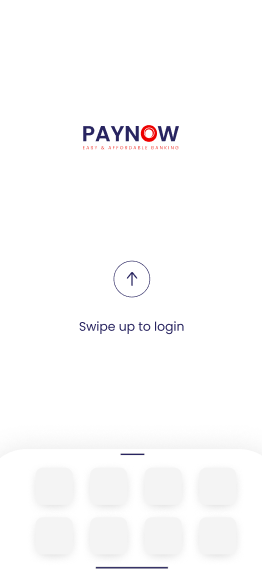 PAYNOW
EASY & AFFORDABLE BANKING
Swipe up to login